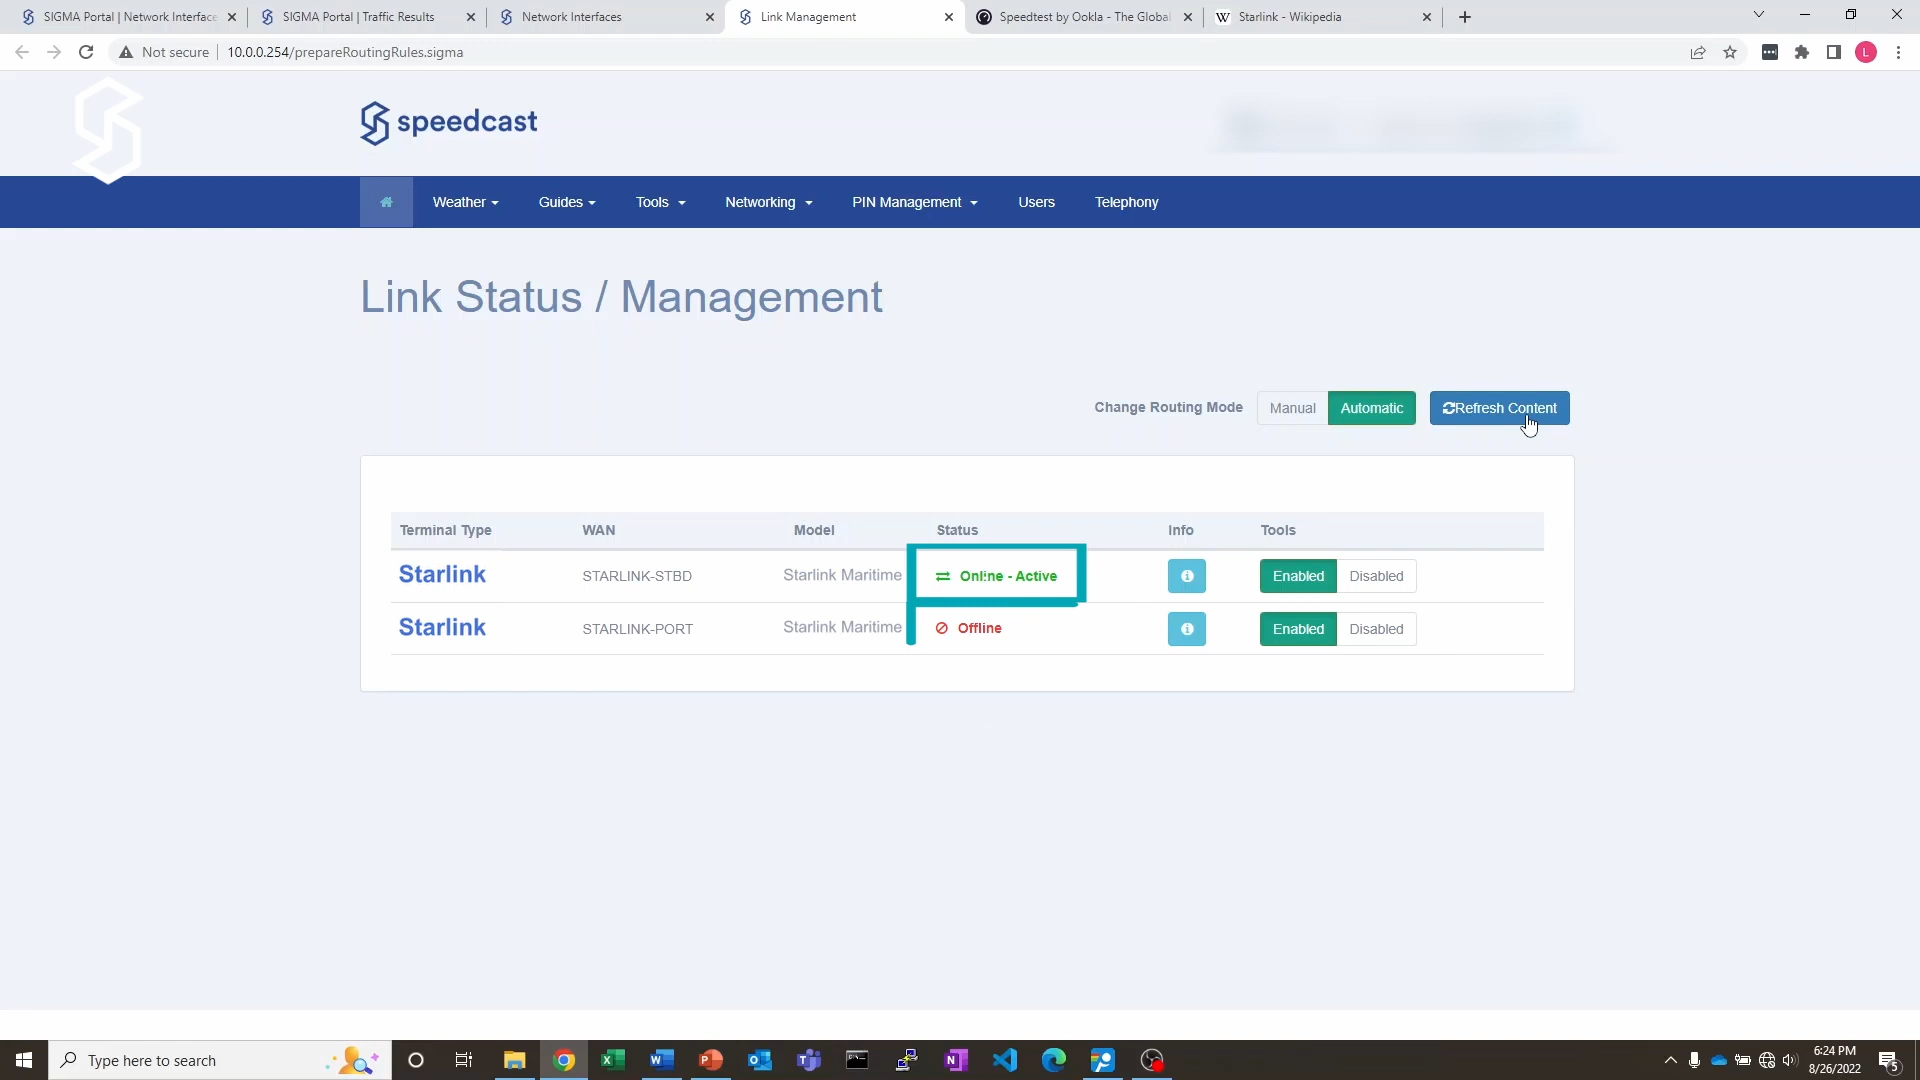 SIGMA Portal | Network Interface
SIGMA Portal | Traffic Results
Network Interfaces
Link Management
Speedtest by Ookla - The Global
Starlink - Wikipedia
Not secure
10.0.0.254/prepareRoutingRules.sigma
L
speedcast
Weather
Guides
Tools
Networking
PIN Management
Users
Telephony
Link Status / Management
Change Routing Mode
Manual
Automatic
Refresh Content
Terminal Type
WAN
Model
Status
Info
Tools
Starlink
STARLINK-STBD
Starlink Maritime
Online - Active
Enabled
Disabled
Starlink
STARLINK-PORT
Starlink Maritime
Offline
Enabled
Disabled
Type here to search
6:24 PM
8/26/2022
5